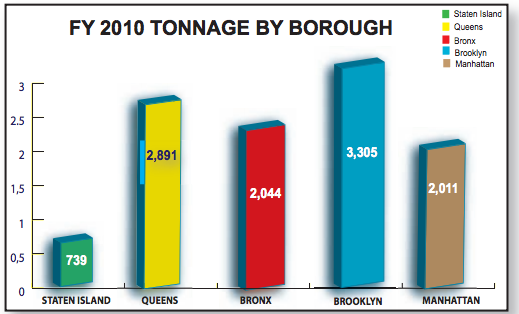 FY 2010 TONNAGE BY BOROUGH
Staten Island
Queens
Bronx
Brooklyn
Manhattan
3
2.5
2
1,5
1
0,5
0
739
2,891
2,044
3,305
2,011
STATEN ISLAND QUEENS BRONX BROOKLYN MANHATTAN